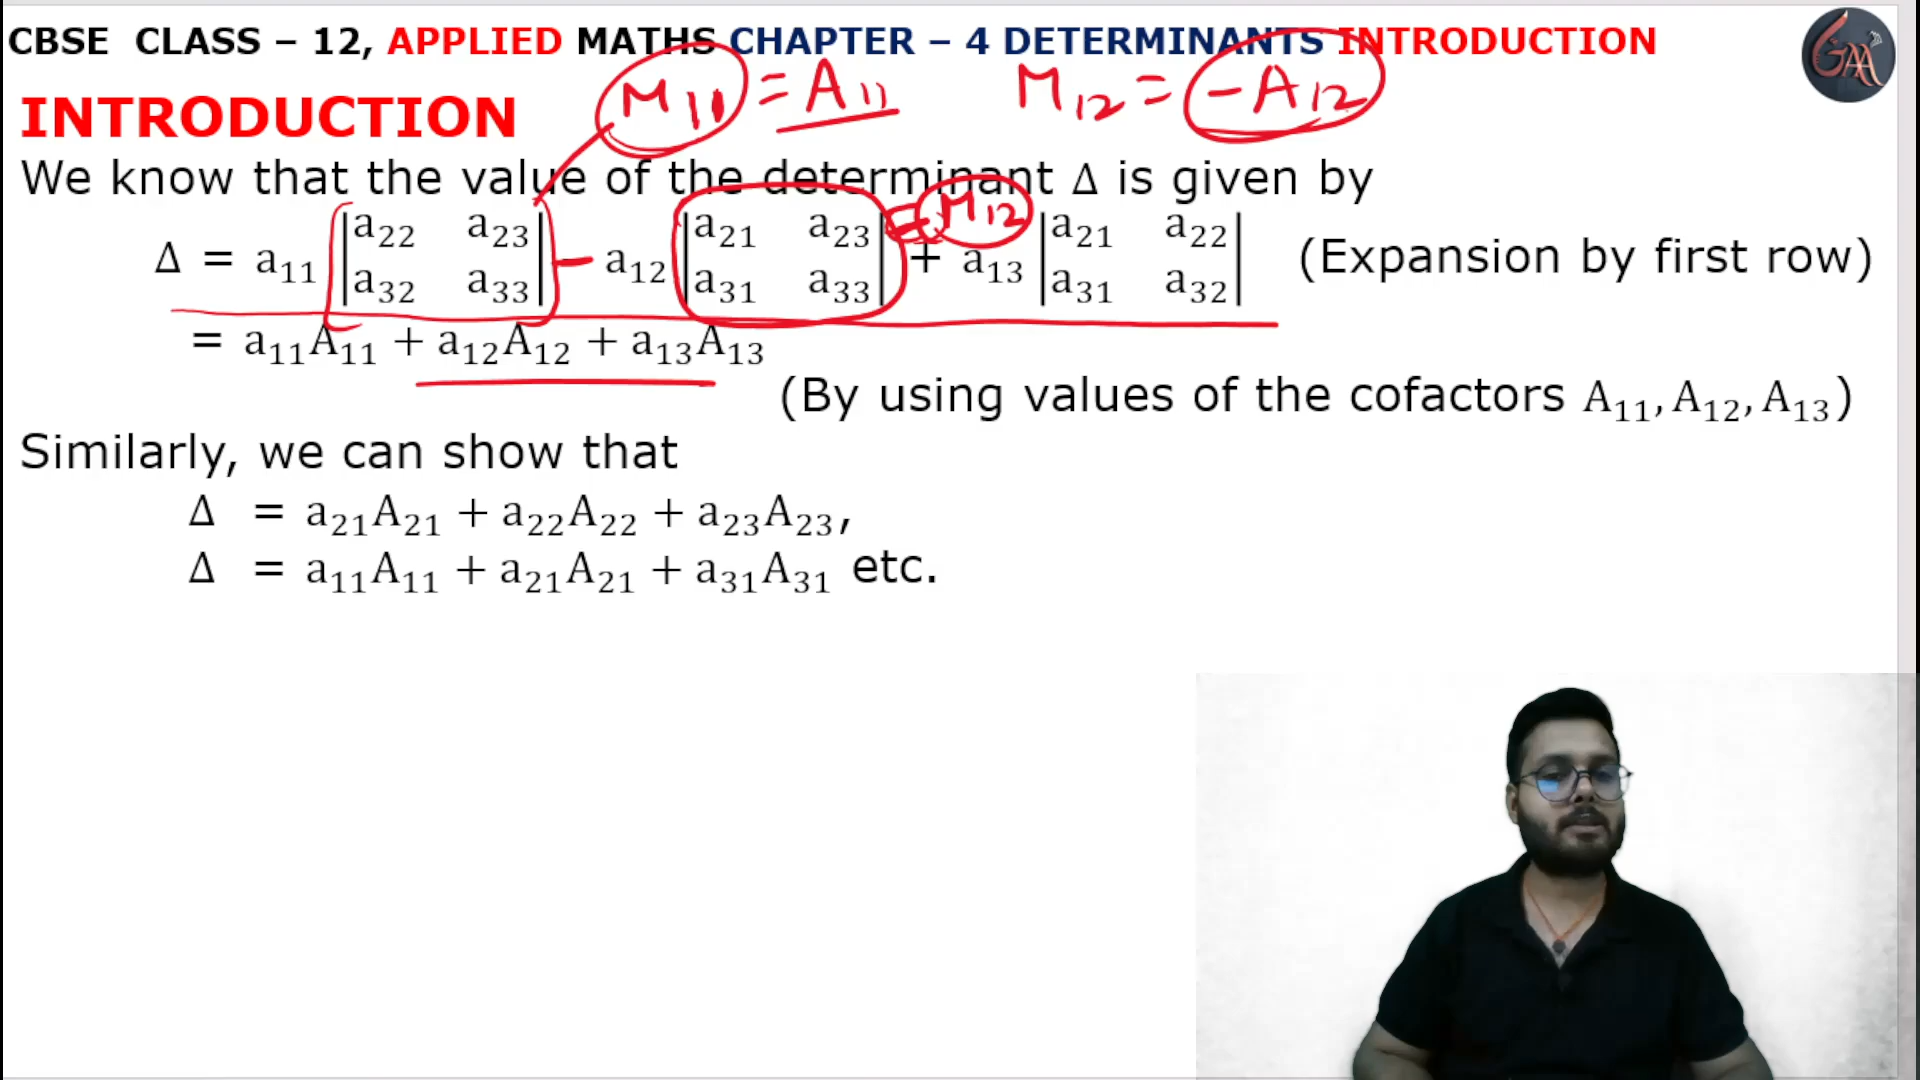 CBSE CLASS – 12, APPLIED MATHS CHAPTER – 4 DETERMINANTS INTRODUCTION
M₁₁ = A₁₁ M₁₂ = -A₁₂
INTRODUCTION
We know that the value of the determinant Δ is given by
Δ = a₁₁ |a₂₂ a₂₃| − a₁₂ |a₂₁ a₂₃| = M₁₂ + a₁₃ |a₂₁ a₂₂| (Expansion by first row)
|a₃₂ a₃₃| |a₃₁ a₃₃| |a₃₁ a₃₂|
= a₁₁A₁₁ + a₁₂A₁₂ + a₁₃A₁₃
(By using values of the cofactors A₁₁, A₁₂, A₁₃)
Similarly, we can show that
Δ = a₂₁A₂₁ + a₂₂A₂₂ + a₂₃A₂₃,
Δ = a₁₁A₁₁ + a₂₁A₂₁ + a₃₁A₃₁ etc.